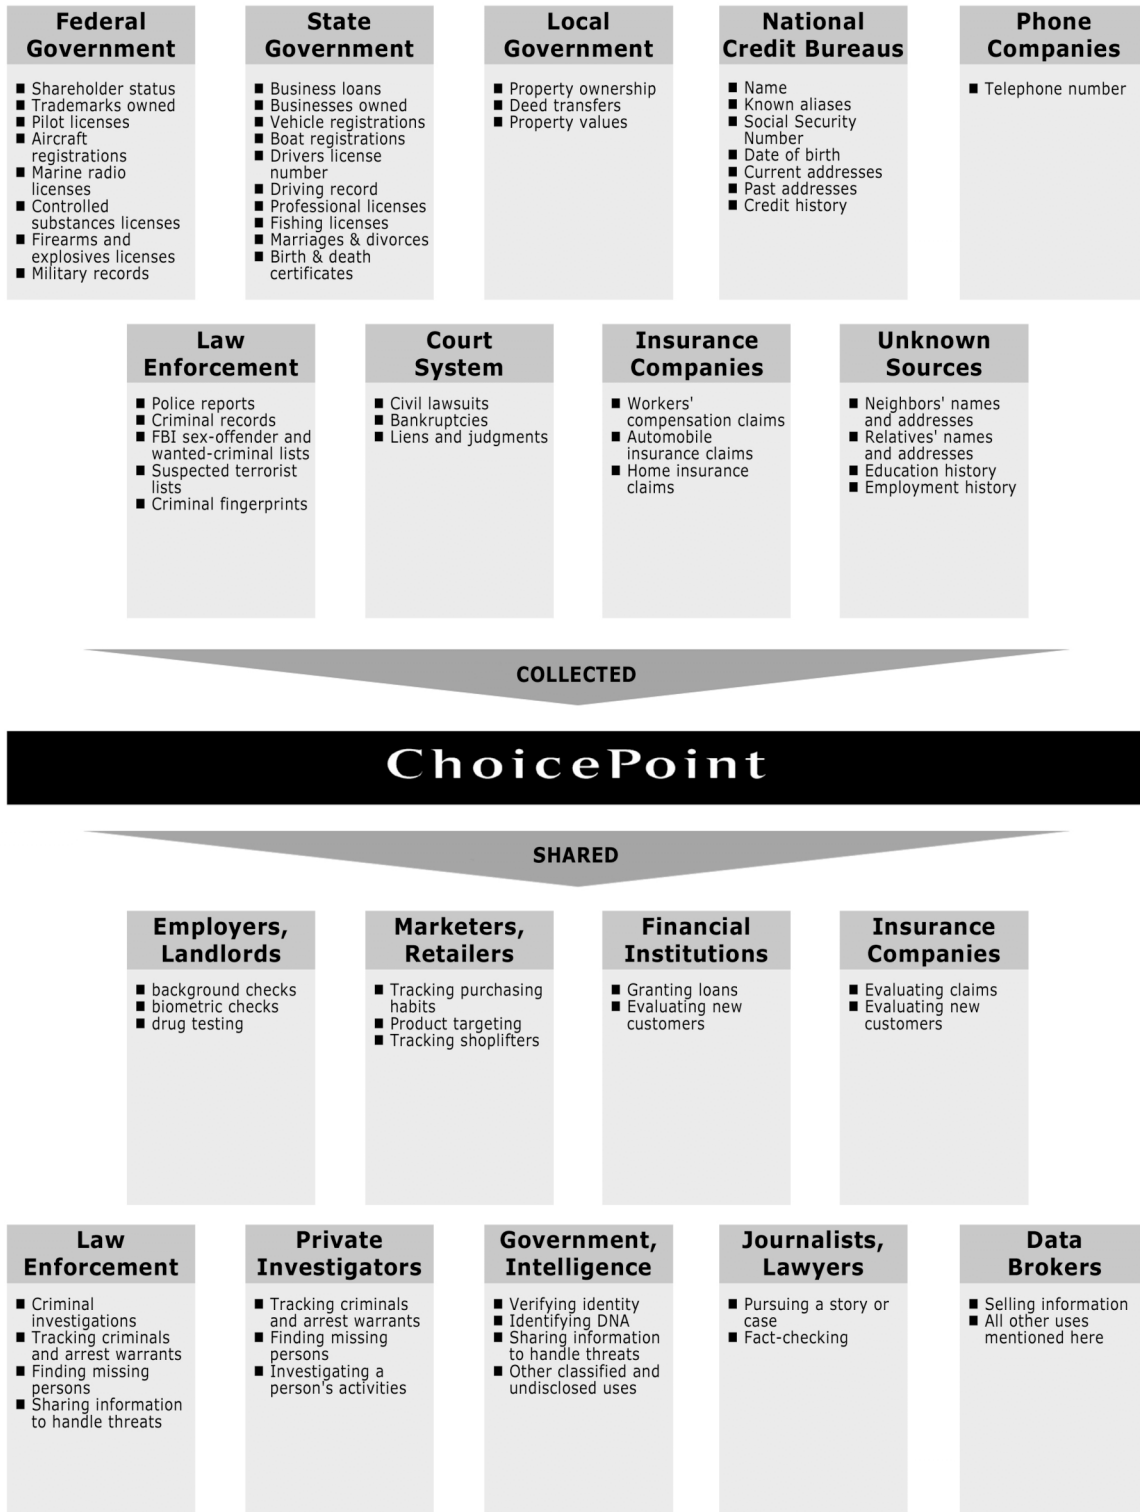 Federal
Government
■ Shareholder status
■ Trademarks owned
■ Pilot licenses
■ Aircraft
registrations
■ Marine radio
licenses
■ Controlled
substances licenses
■ Firearms and
explosives licenses
■ Military records
State
Government
■ Business loans
■ Businesses owned
■ Vehicle registrations
■ Boat registrations
■ Drivers license
number
■ Driving record
■ Professional licenses
■ Fishing licenses
■ Marriages & divorces
■ Birth & death
certificates
Local
Government
■ Property ownership
■ Deed transfers
■ Property values
National
Credit Bureaus
■ Name
■ Known aliases
■ Social Security
Number
■ Date of birth
■ Current addresses
■ Past addresses
■ Credit history
Phone
Companies
■ Telephone number
Law
Enforcement
■ Police reports
■ Criminal records
■ FBI sex-offender and
wanted-criminal lists
■ Suspected terrorist
lists
■ Criminal fingerprints
Court
System
■ Civil lawsuits
■ Bankruptcies
■ Liens and judgments
Insurance
Companies
■ Workers'
compensation claims
■ Automobile
insurance claims
■ Home insurance
claims
Unknown
Sources
■ Neighbors' names
and addresses
■ Relatives' names
and addresses
■ Education history
■ Employment history
COLLECTED
ChoicePoint
SHARED
Employers,
Landlords
■ background checks
■ biometric checks
■ drug testing
Marketers,
Retailers
■ Tracking purchasing
habits
■ Product targeting
■ Tracking shoplifters
Financial
Institutions
■ Granting loans
■ Evaluating new
customers
Insurance
Companies
■ Evaluating claims
■ Evaluating new
customers
Law
Enforcement
■ Criminal
investigations
■ Tracking criminals
and arrest warrants
■ Finding missing
persons
■ Sharing information
to handle threats
Private
Investigators
■ Tracking criminals
and arrest warrants
■ Finding missing
persons
■ Investigating a
person's activities
Government,
Intelligence
■ Verifying identity
■ Identifying DNA
■ Sharing information
to handle threats
■ Other classified and
undisclosed uses
Journalists,
Lawyers
■ Pursuing a story or
case
■ Fact-checking
Data
Brokers
■ Selling information
■ All other uses
mentioned here